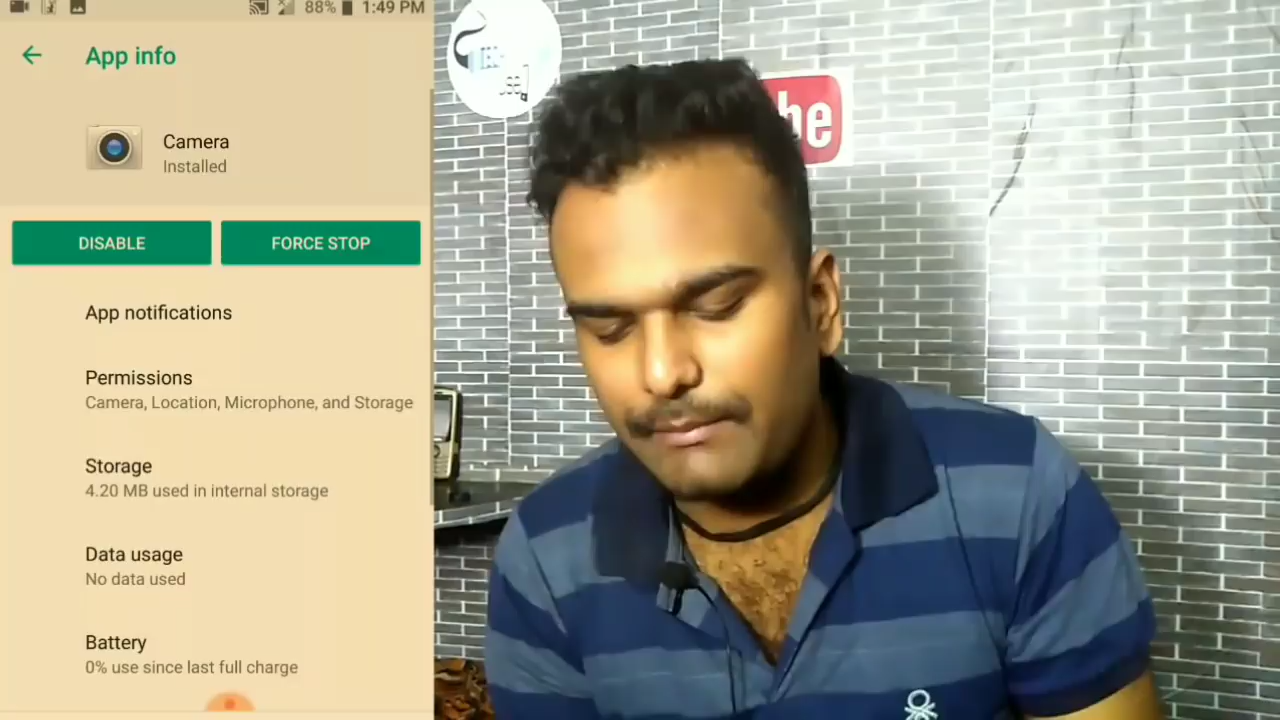 88% 1:49 PM
App info
Camera
Installed
DISABLE
FORCE STOP
App notifications
Permissions
Camera, Location, Microphone, and Storage
Storage
4.20 MB used in internal storage
Data usage
No data used
Battery
0% use since last full charge
be